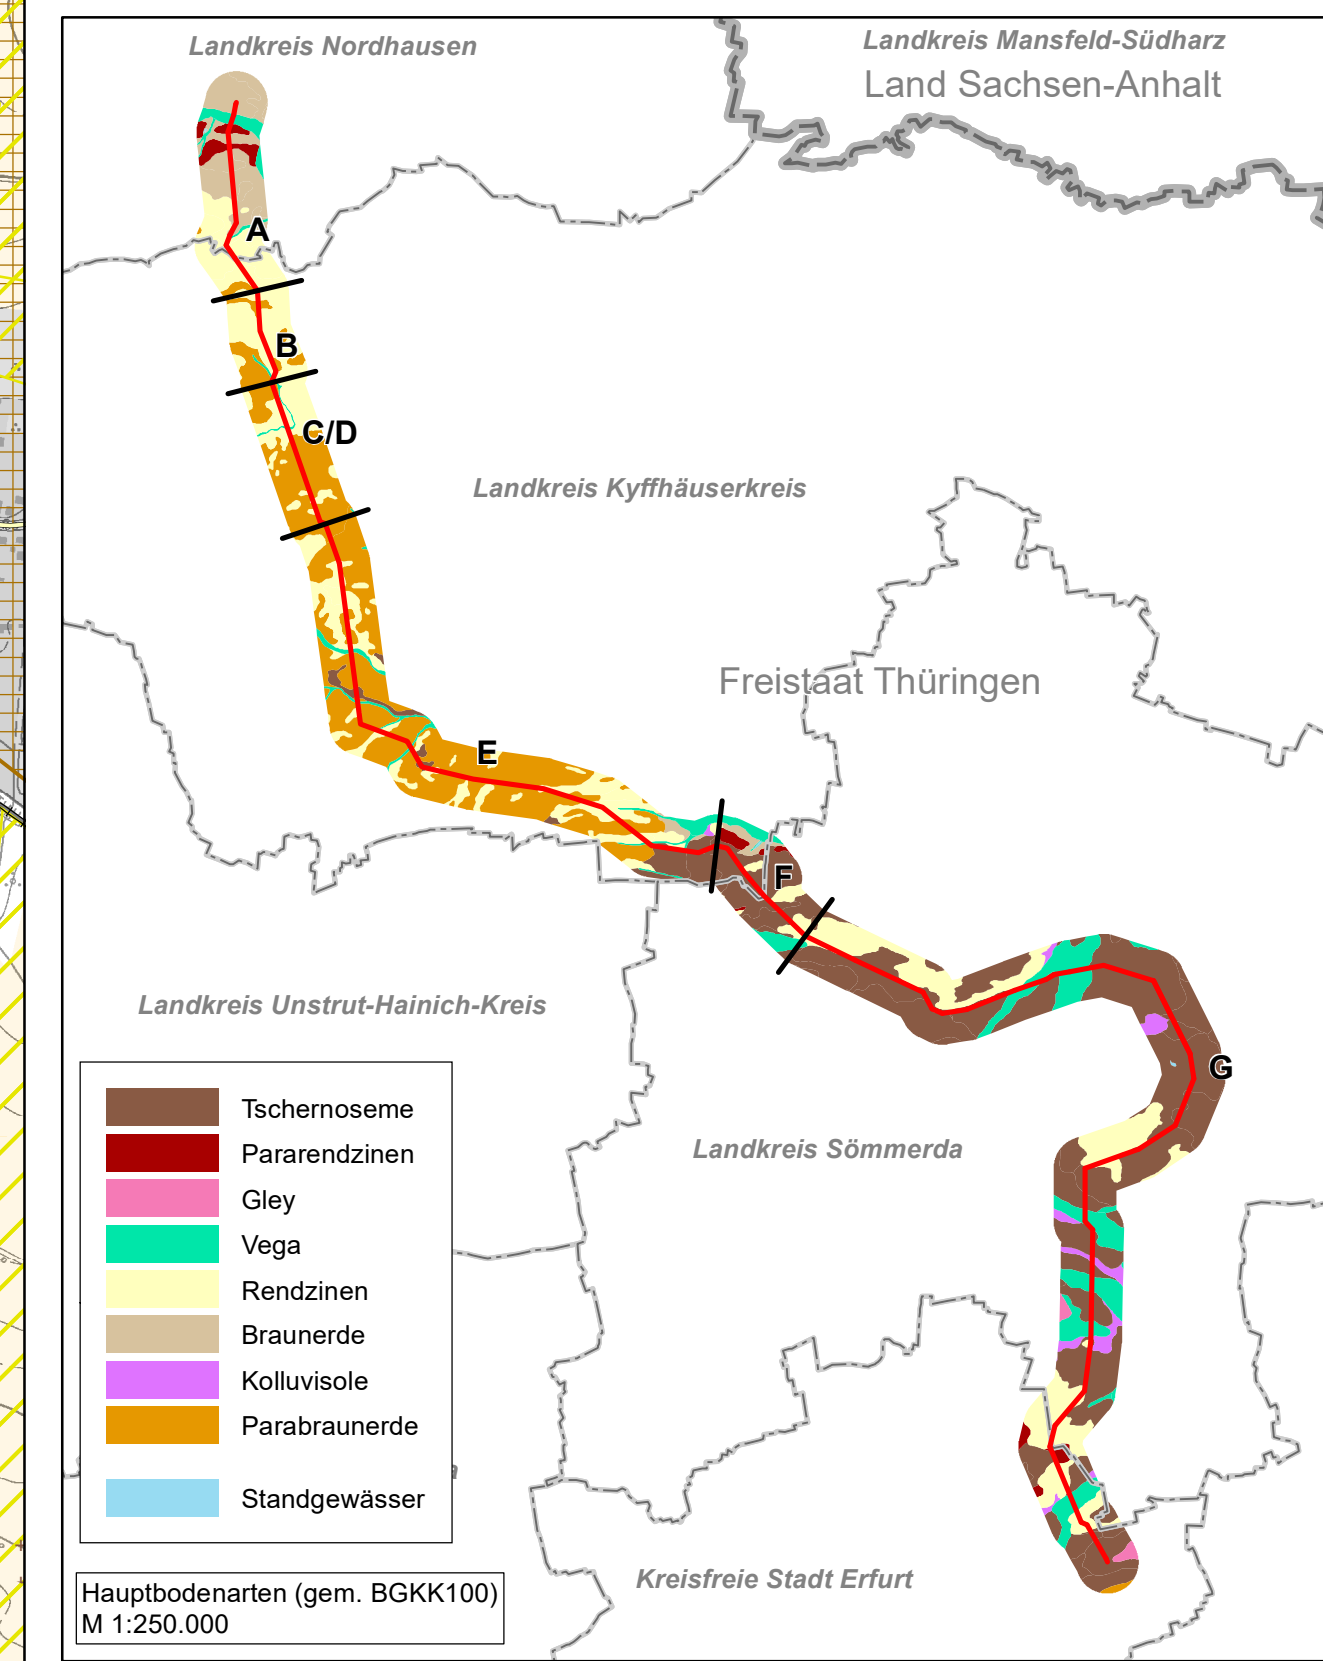 Landkreis Nordhausen
Landkreis Mansfeld-Südharz
Land Sachsen-Anhalt
A
B
C/D
Landkreis Kyffhäuserkreis
Freistaat Thüringen
E
F
Landkreis Unstrut-Hainich-Kreis
G
Landkreis Sömmerda
Tschernoseme
Pararendzinen
Gley
Vega
Rendzinen
Braunerde
Kolluvisole
Parabraunerde
Standgewässer
Kreisfreie Stadt Erfurt
Hauptbodenarten (gem. BGKK100)
M 1:250.000